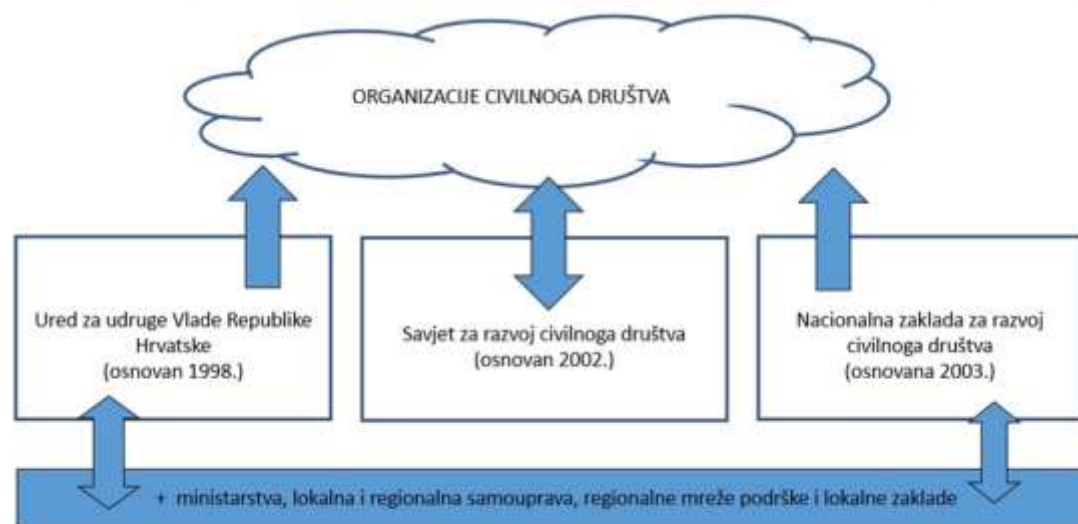 ORGANIZACIJE CIVILNOGA DRUŠTVA
Ured za udruge Vlade Republike
Hrvatske
(osnovan 1998.)
Savjet za razvoj civilnoga društva
(osnovan 2002.)
Nacionalna zaklada za razvoj
civilnoga društva
(osnovana 2003.)
+ ministarstva, lokalna i regionalna samouprava, regionalne mreže podrške i lokalne zaklade